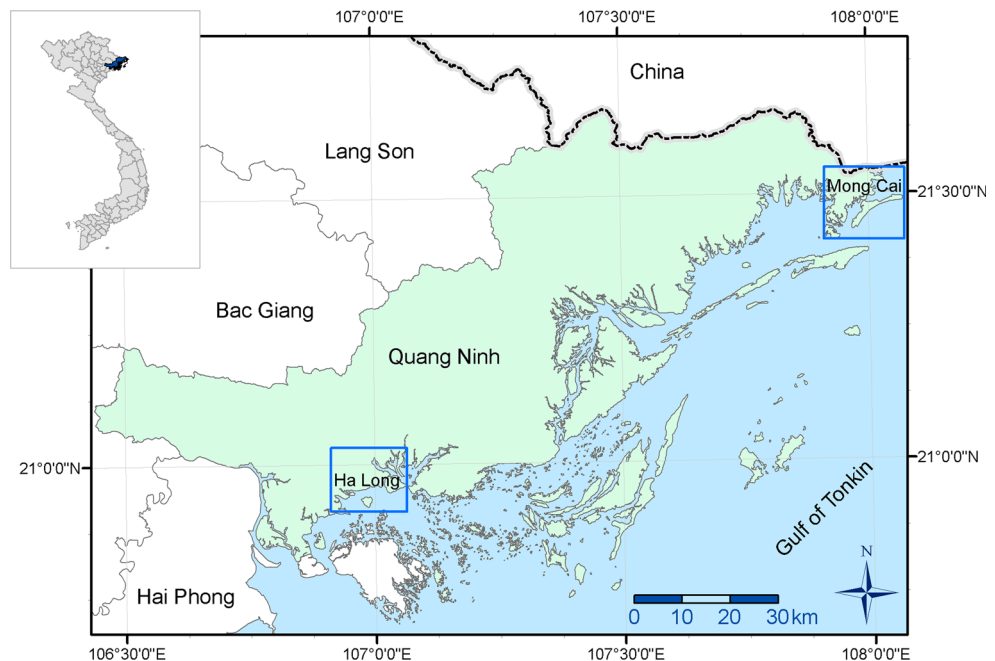 107°0'0"E 107°30'0"E 108°0'0"E
China
Lang Son
Mong Cai
21°30'0"N
Bac Giang
Quang Ninh
21°0'0"N
21°0'0"N
Ha Long
Gulf of Tonkin
N
Hai Phong
0 10 20 30 km
106°30'0"E 107°0'0"E 107°30'0"E 108°0'0"E